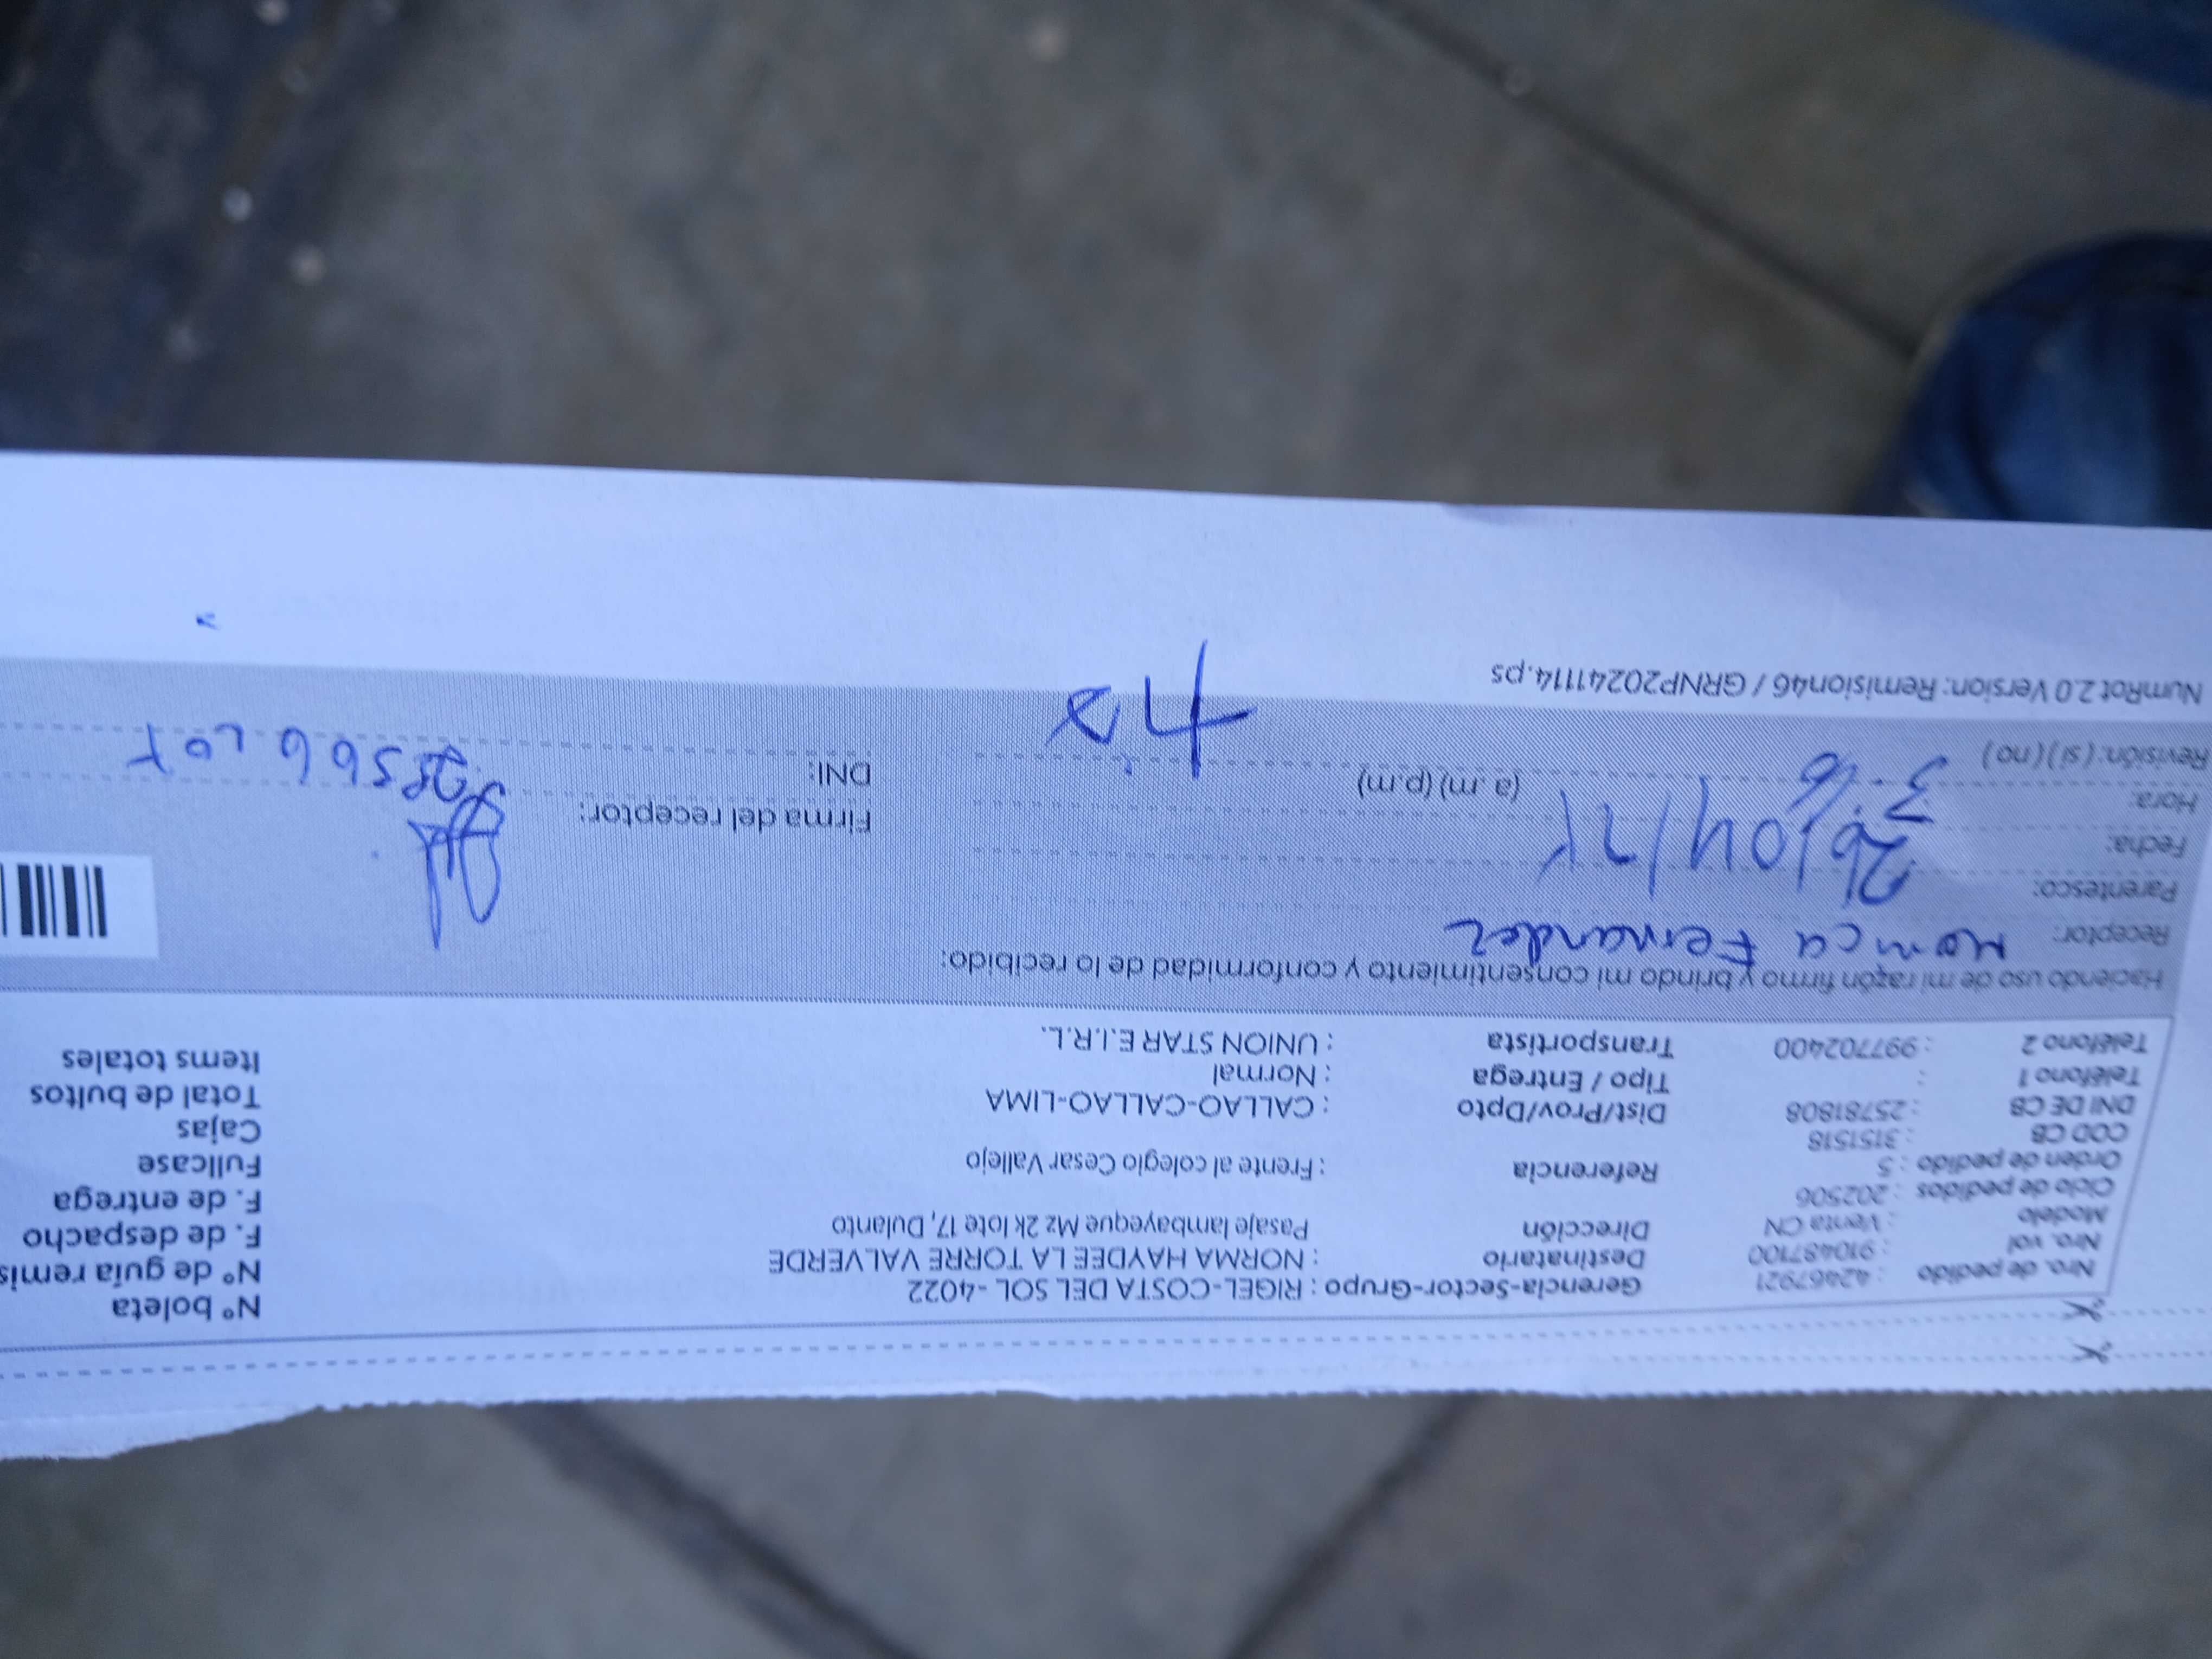 Nro. de pedido : 42467921 Gerencia-Sector-Grupo : RIGEL-COSTA DEL SOL -4022 N° boleta
Nro. vol : 910487100 Destinatario : NORMA HAYDEE LA TORRE VALVERDE N° de guía remis
Modelo : Venta CN Dirección Pasaje lambayeque Mz 2k lote 17, Dulanto F. de despacho
Ciclo de pedidos : 202506 F. de entrega
Orden de pedido : 5 Referencia : Frente al colegio Cesar Vallejo Fullcase
COD CB : 3151518 Cajas
DNI DE CB : 25781808 Dist/Prov/Dpto : CALLAO-CALLAO-LIMA Total de bultos
Teléfono 1 : Tipo / Entrega : Normal Items totales
Teléfono 2 : 997702400 Transportista : UNION STAR E.I.R.L.
Haciendo uso de mi razón firmo y brindo mi consentimiento y conformidad de lo recibido:
Receptor: Monica Fernandez
Parentesco:
Fecha: 26/04/ Firma del receptor:
Hora: 3.16 (a.m) (p.m) DNI:
Revisión: (si) (no)
NumRot 2.0 Version: Remision46 / GRNP20241114.ps